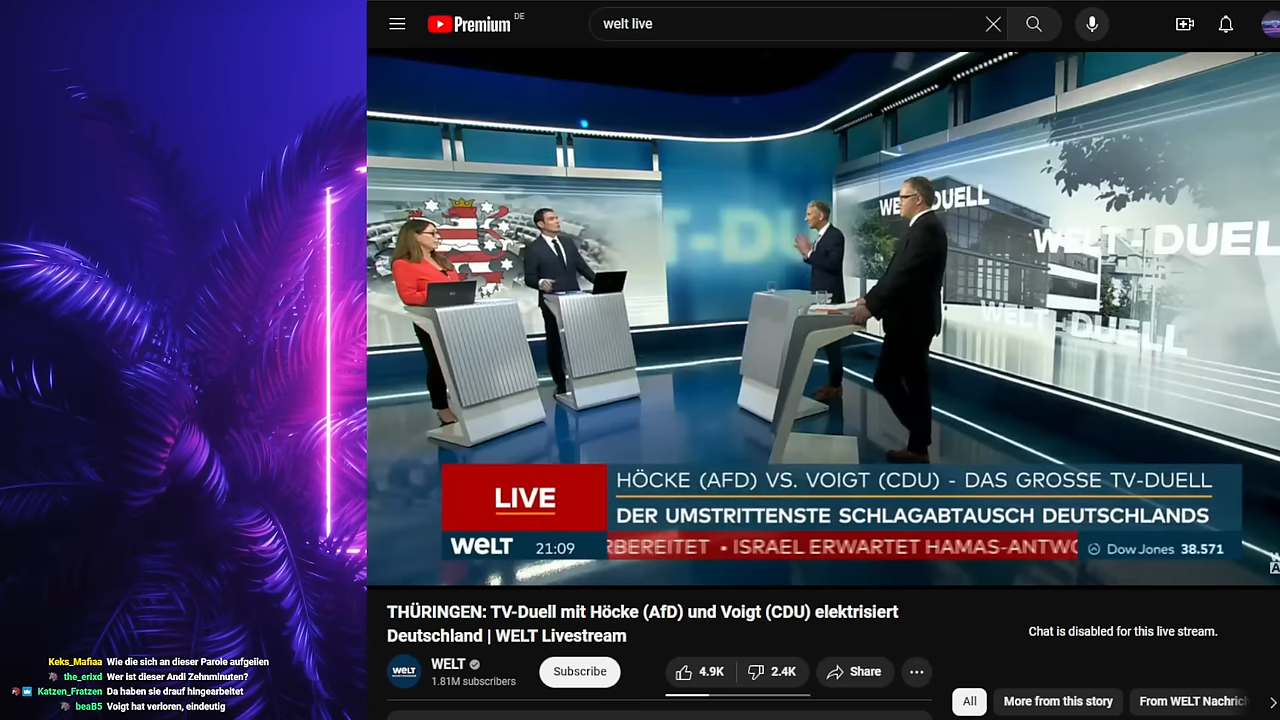 Premium DE
welt live
WELT DUELL
T-DU
WELT - DUEL
WELT - DUELL
HÖCKE (AFD) VS. VOIGT (CDU) - DAS GROSSE TV-DUELL
LIVE
DER UMSTRITTENSTE SCHLAGABTAUSCH DEUTSCHLANDS
WELT 21:09 RBEREITET • ISRAEL ERWARTET HAMAS-ANTWO Dow Jones 38.571
THÜRINGEN: TV-Duell mit Höcke (AfD) und Voigt (CDU) elektrisiert
Deutschland | WELT Livestream
Chat is disabled for this live stream.
WELT
1.81M subscribers
Subscribe
4.9K
2.4K
Share
All
More from this story
From WELT Nachric
Keks_Mafiaa Wie die sich an dieser Parole aufgeilen
the_erixd Wer ist dieser Andi Zehnminuten?
Katzen_Fratzen Da haben sie drauf hingearbeitet
beaB5 Voigt hat verloren, eindeutig